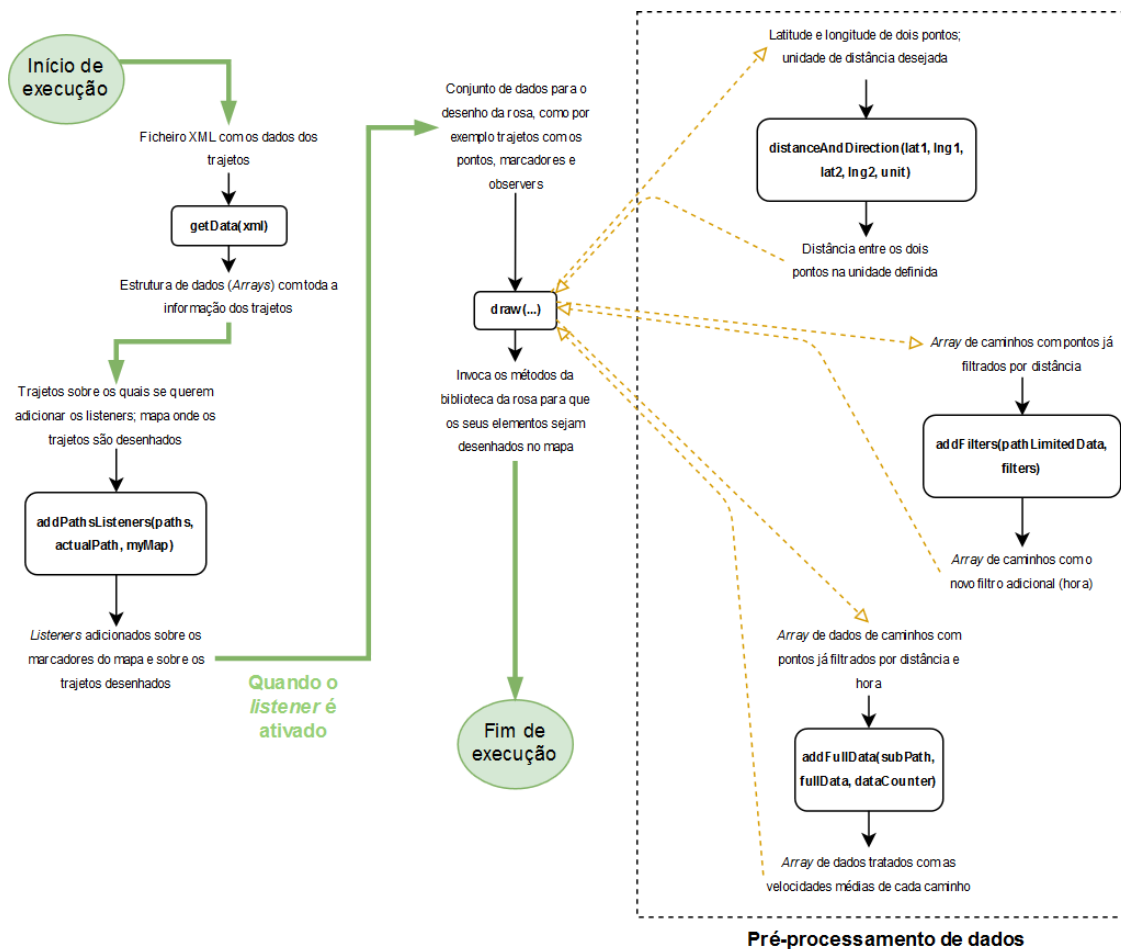 Início de
execução
Ficheiro XML com os dados dos
trajetos
getData(xml)
Estrutura de dados (Arrays) com toda a
informação dos trajetos
Trajetos sobre os quais se querem
adicionar os listeners; mapa onde os
trajetos são desenhados
addPathsListeners(paths,
actualPath, myMap)
Listeners adicionados sobre os
marcadores do mapa e sobre os
trajetos desenhados
Quando o
listener é
ativado
Conjunto de dados para o
desenho da rosa, como por
exemplo trajetos com os
pontos, marcadores e
observers
draw(...)
Invoca os métodos da
biblioteca da rosa para que
os seus elementos sejam
desenhados no mapa
Fim de
execução
Latitude e longitude de dois pontos;
unidade de distância desejada
distanceAndDirection(lat1, lng1,
lat2, lng2, unit)
Distância entre os dois
pontos na unidade definida
Array de caminhos com pontos já
filtrados por distância
addFilters(pathLimitedData,
filters)
Array de caminhos com o
novo filtro adicional (hora)
Array de dados de caminhos com
pontos já filtrados por distância e
hora
addFullData(subPath,
fullData, dataCounter)
Array de dados tratados com as
velocidades médias de cada caminho
Pré-processamento de dados